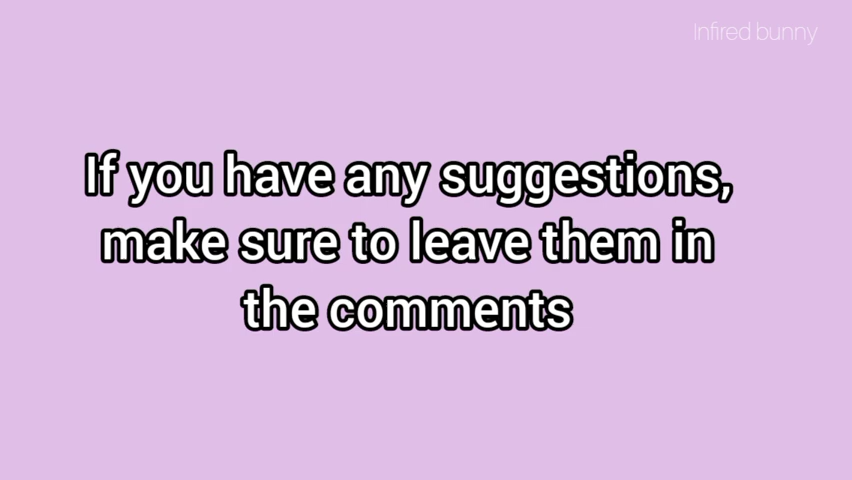 Infired bunny
If you have any suggestions,
make sure to leave them in
the comments